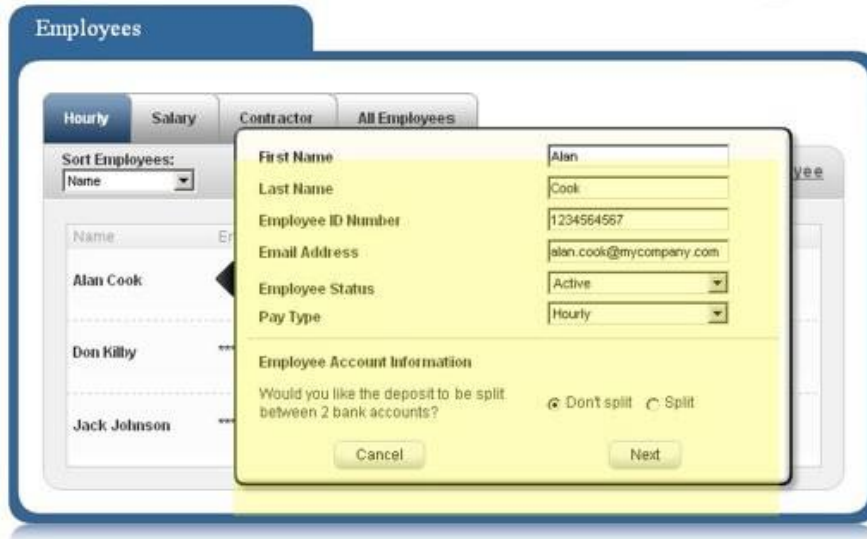 Employees
Hourly Salary Contractor All Employees
Sort Employees:
Name
Name
Alan Cook
Don Kilby ***
Jack Johnson ***
First Name Alan
Last Name Cook
Employee ID Number 1234564567
Email Address alan.cook@mycompany.com
Employee Status Active
Pay Type Hourly
Employee Account Information
Would you like the deposit to be split
between 2 bank accounts?
Don't split Split
Cancel Next